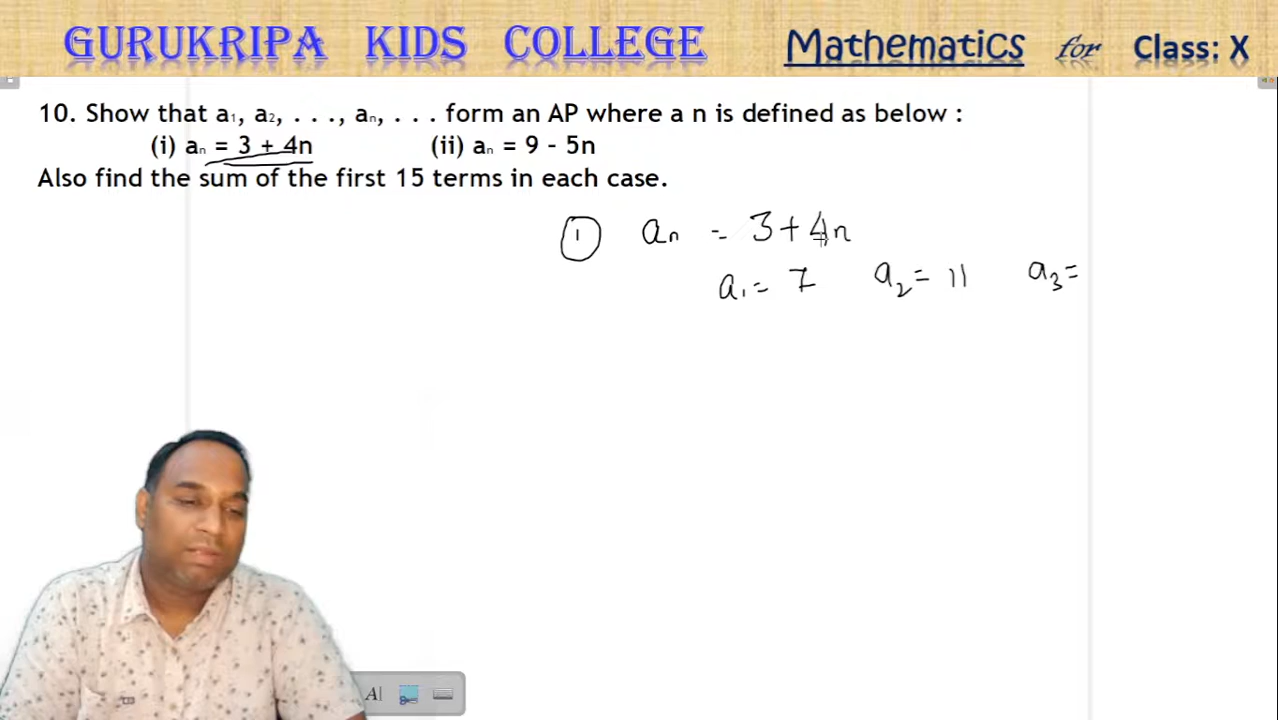 GURUKRIPA KIDS COLLEGE Mathematics for Class: X
10. Show that a₁, a₂, . . ., aₙ, . . . form an AP where a n is defined as below :
(i) aₙ = 3 + 4n (ii) aₙ = 9 - 5n
Also find the sum of the first 15 terms in each case.
① aₙ = 3+4n
a₁= 7 a₂= 11 a₃=
A|